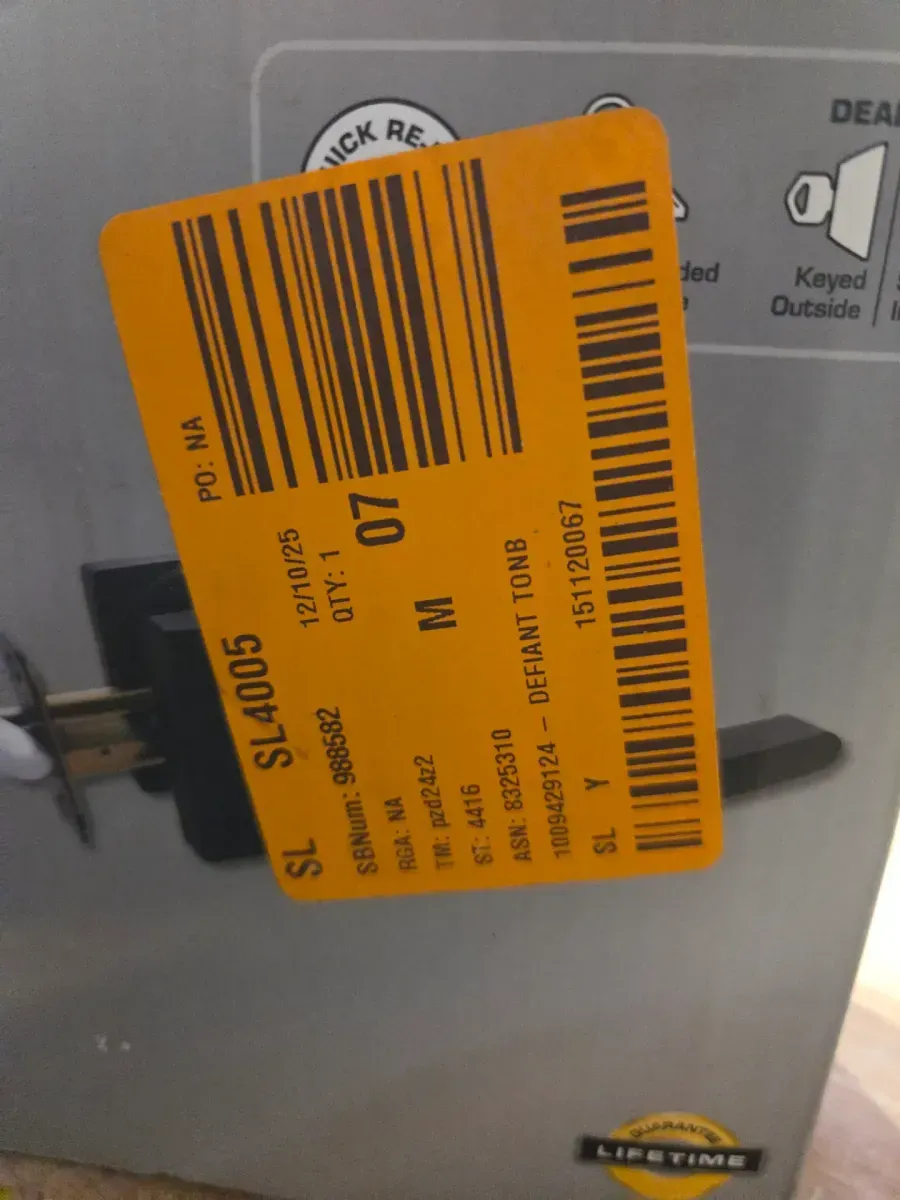 PO: NA
SL SL4005
12/10/25
SBNum: 988582 QTY: 1
RGA: NA 07
TM: pzd24z2 M
ST: 4416
ASN: 8325310
1009429124 - DEFIANT TONB
SL Y 151120067
Keyed
Outside
GUARANTEE
LIFETIME